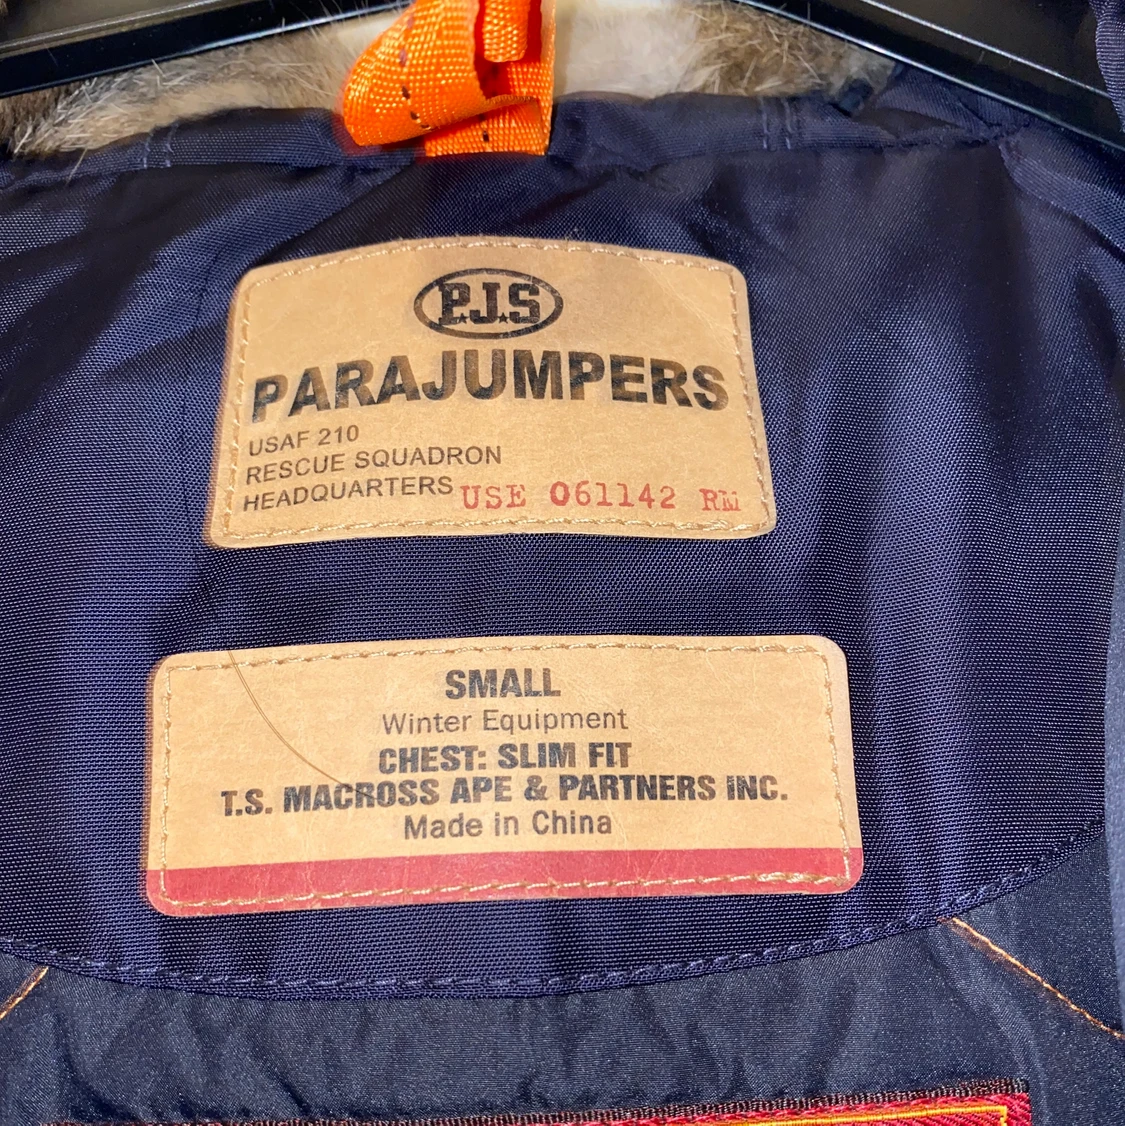 P.J.S
PARAJUMPERS
USAF 210
RESCUE SQUADRON
HEADQUARTERS USE 061142 RM
SMALL
Winter Equipment
CHEST: SLIM FIT
T.S. MACROSS APE & PARTNERS INC.
Made in China